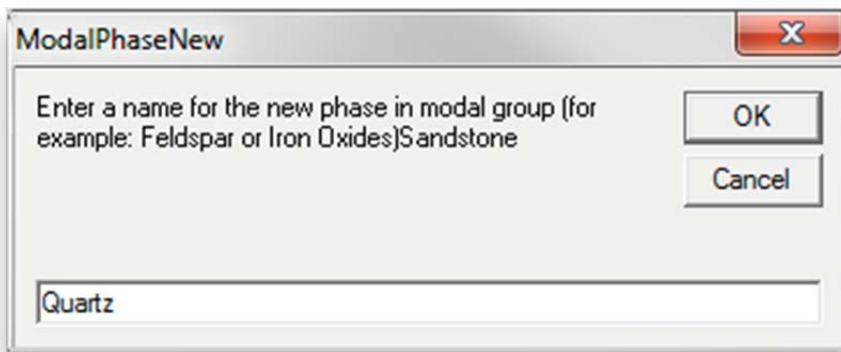 ModalPhaseNew
Enter a name for the new phase in modal group (for
example: Feldspar or Iron Oxides)Sandstone
OK
Cancel
Quartz